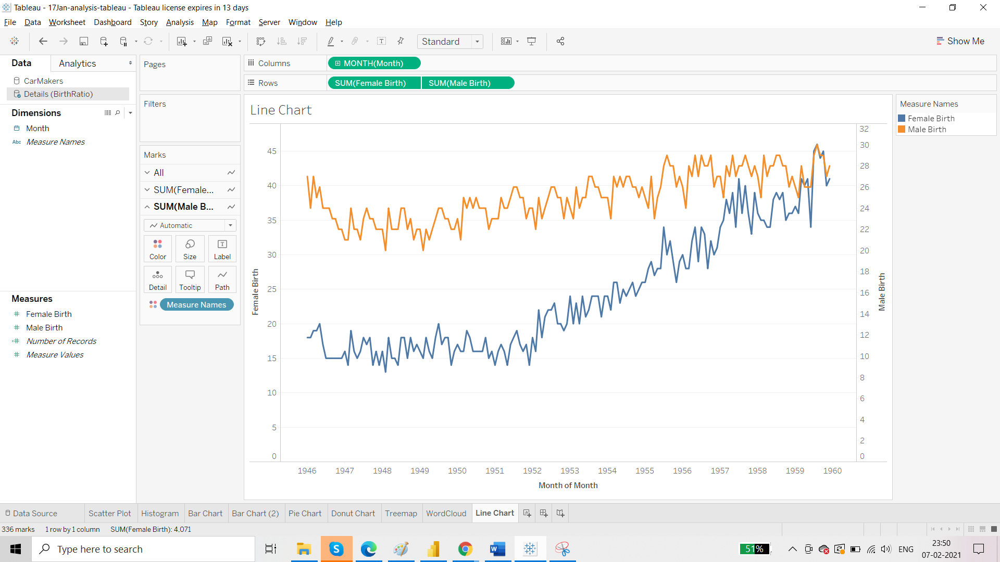 Tableau - 17Jan-analysis-tableau - Tableau license expires in 13 days
File Data Worksheet Dashboard Story Analysis Map Format Server Window Help
Standard
Show Me
Data Analytics
CarMakers
Details (BirthRatio)
Dimensions
Month
Abc Measure Names
Measures
Female Birth
Male Birth
Number of Records
Measure Values
Pages
Filters
Marks
All
SUM(Female...
SUM(Male B...
Automatic
Color Size Label
Detail Tooltip Path
Measure Names
Columns MONTH(Month)
Rows SUM(Female Birth) SUM(Male Birth)
Line Chart
45
40
35
30
25
20
15
10
5
0
Female Birth
32
30
28
26
24
22
20
18
16
14
12
10
8
6
4
2
0
Male Birth
1946 1947 1948 1949 1950 1951 1952 1953 1954 1955 1956 1957 1958 1959 1960
Month of Month
Measure Names
Female Birth
Male Birth
Data Source Scatter Plot Histogram Bar Chart Bar Chart (2) Pie Chart Donut Chart Treemap WordCloud Line Chart
336 marks 1 row by 1 column SUM(Female Birth): 4,071
Type here to search
51%
ENG
23:50
07-02-2021